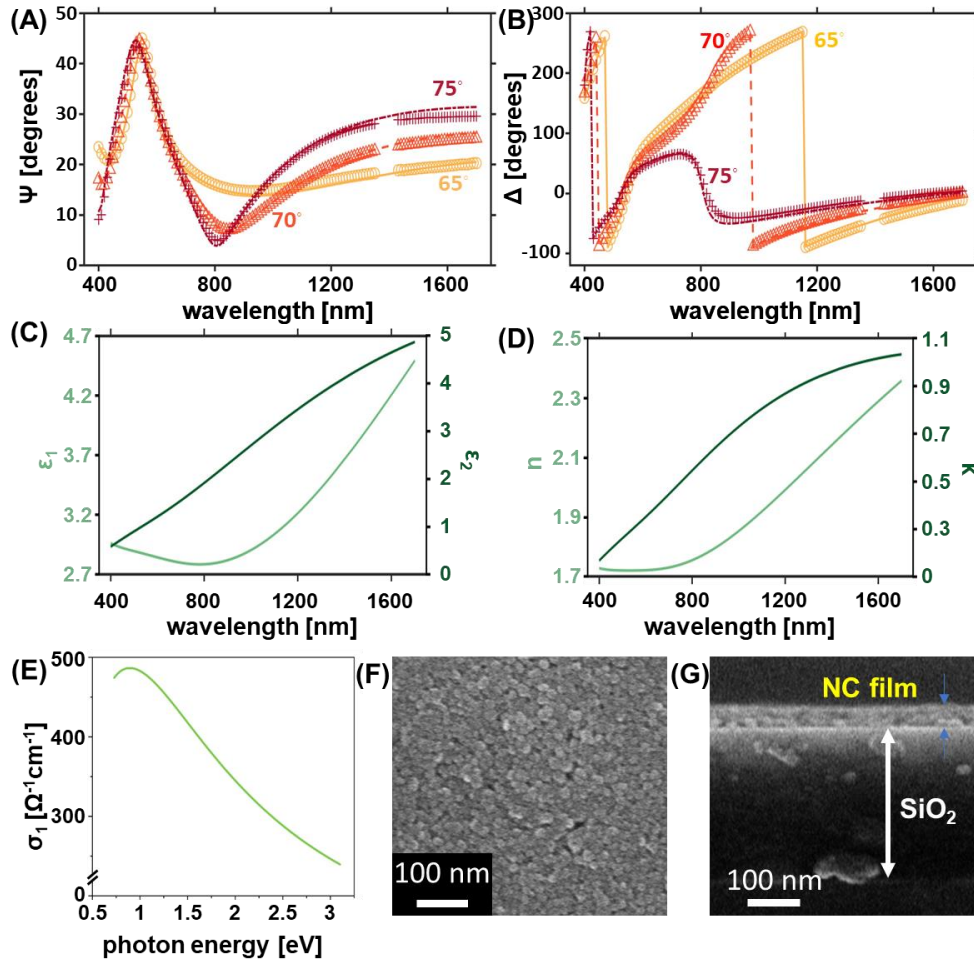 (A)
50
40
30
20
10
0
Ψ [degrees]
75°
70°
65°
400 800 1200 1600
wavelength [nm]
(B)
300
200
100
0
-100
Δ [degrees]
70°
65°
75°
400 800 1200 1600
wavelength [nm]
(C)
4.7
4.2
3.7
3.2
2.7
ε1
5
4
3
2
1
0
ε2
400 800 1200 1600
wavelength [nm]
(D)
2.5
2.3
2.1
1.9
1.7
n
1.1
0.9
0.7
0.5
0.3
0
κ
400 800 1200 1600
wavelength [nm]
(E)
500
400
300
0
σ1 [Ω-1cm-1]
0.5 1 1.5 2 2.5 3
photon energy [eV]
(F)
100 nm
(G)
NC film
SiO2
100 nm